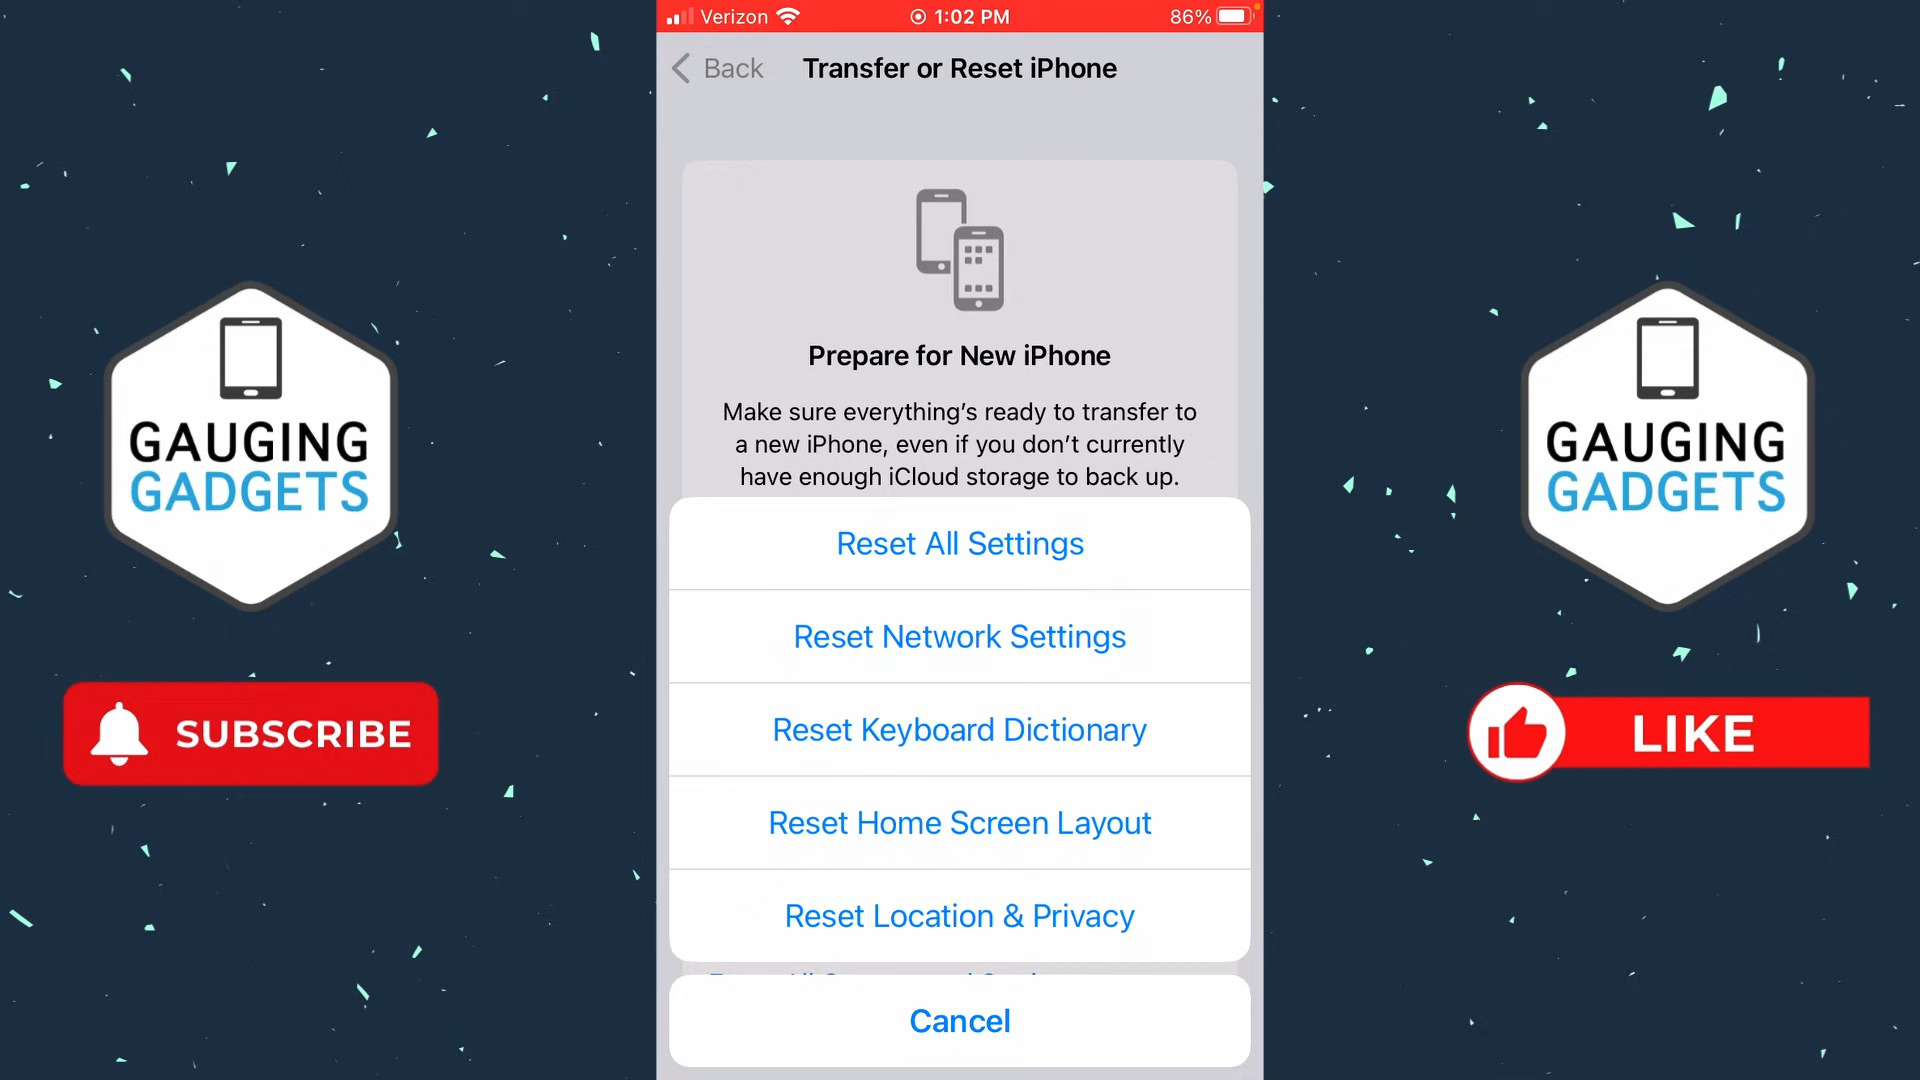 Verizon 1:02 PM 86%
Back Transfer or Reset iPhone
Prepare for New iPhone
Make sure everything's ready to transfer to
a new iPhone, even if you don't currently
have enough iCloud storage to back up.
Reset All Settings
Reset Network Settings
Reset Keyboard Dictionary
Reset Home Screen Layout
Reset Location & Privacy
Cancel
GAUGING
GADGETS
SUBSCRIBE
GAUGING
GADGETS
LIKE